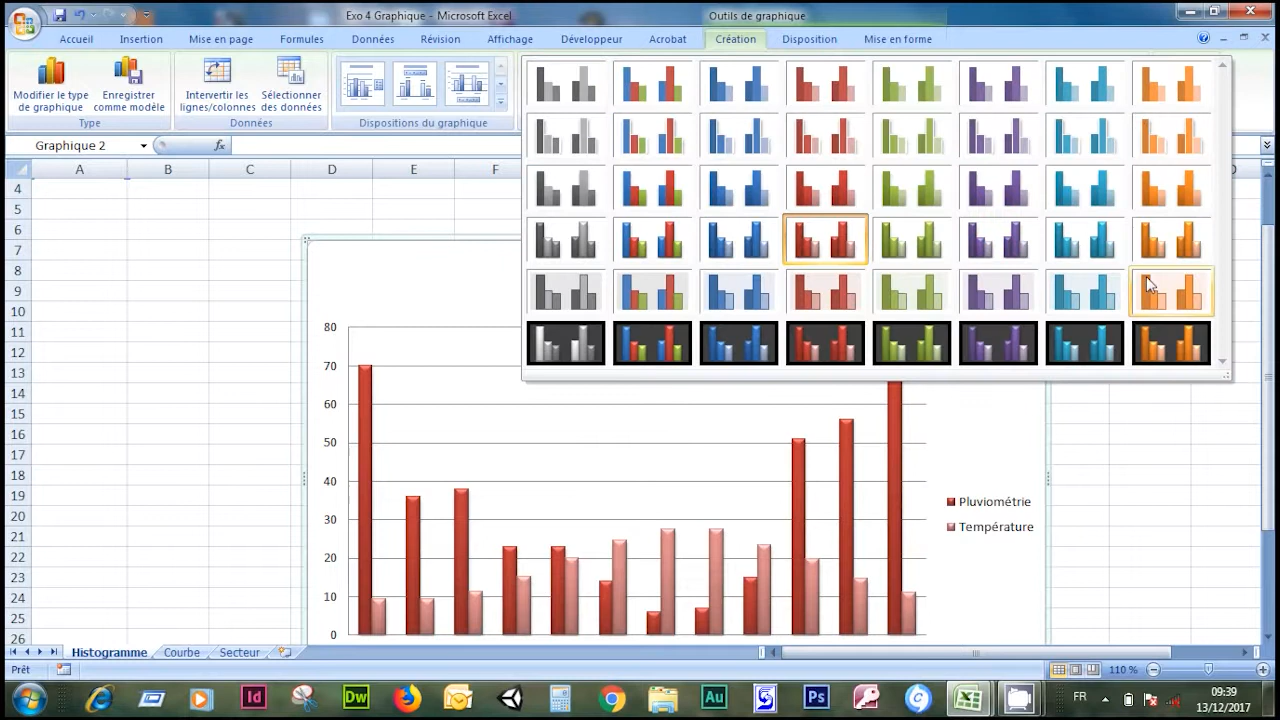 Exo 4 Graphique - Microsoft Excel
Outils de graphique
Accueil
Insertion
Mise en page
Formules
Données
Révision
Affichage
Développeur
Acrobat
Création
Disposition
Mise en forme
Modifier le type de graphique
Enregistrer comme modèle
Intervertir les lignes/colonnes
Sélectionner des données
Type
Données
Dispositions du graphique
Graphique 2
fx
A B C D E F
4
5
6
7
8
9
10
11
12
13
14
15
16
17
18
19
20
21
22
23
24
25
26
80
70
60
50
40
30
20
10
0
Pluviométrie
Température
Histogramme
Courbe
Secteur
Prêt
110 %
Id
Dw
Au
Ps
FR
09:39
13/12/2017